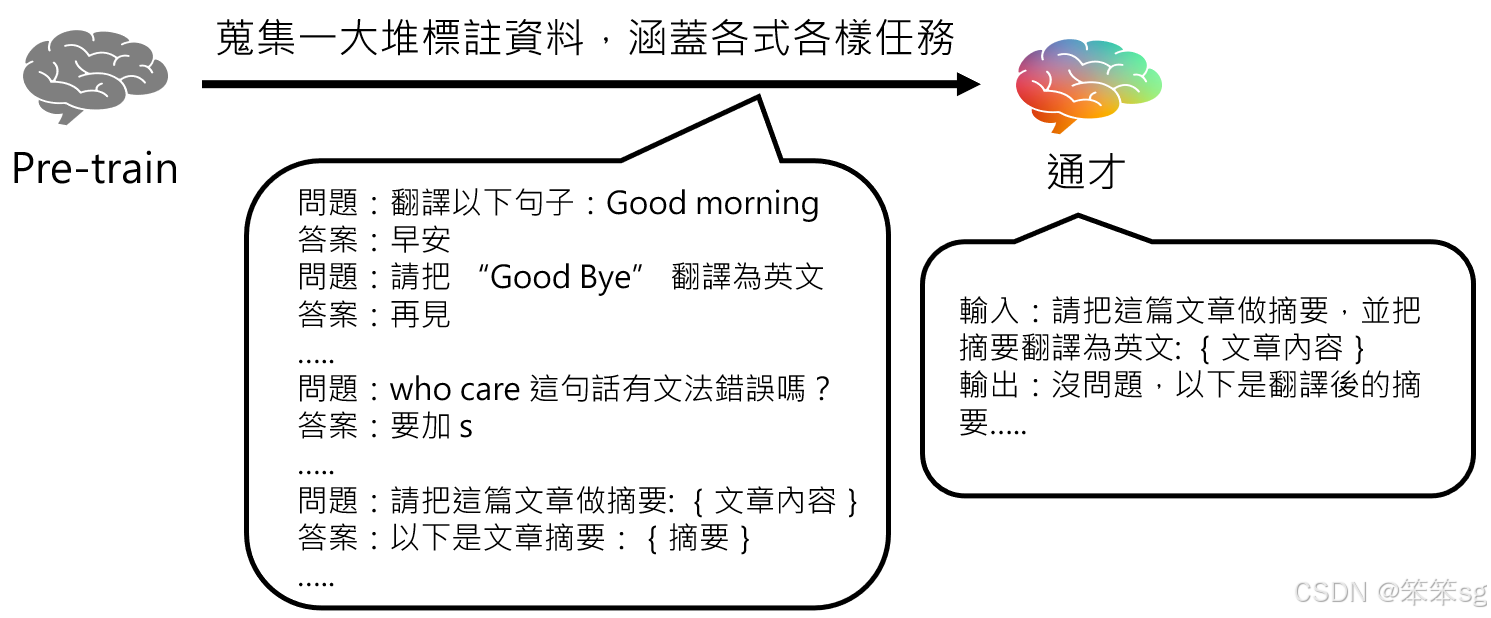 蒐集一大堆標註資料，涵蓋各式各樣任務
Pre-train
通才
問題：翻譯以下句子：Good morning
答案：早安
問題：請把 “Good Bye” 翻譯為英文
答案：再見
…..
問題：who care 這句話有文法錯誤嗎？
答案：要加 s
…..
問題：請把這篇文章做摘要: { 文章內容 }
答案：以下是文章摘要： { 摘要 }
…..
輸入：請把這篇文章做摘要，並把
摘要翻譯為英文: { 文章內容 }
輸出：沒問題，以下是翻譯後的摘
要…..
CSDN @笨笨sg